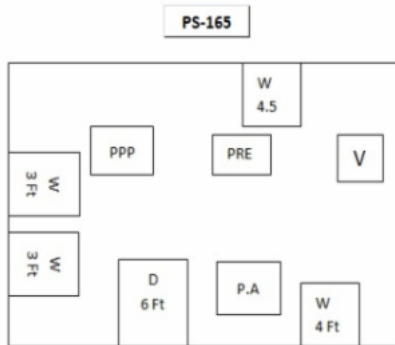 PS-165
W
4.5
PPP
PRE
V
W
3 Ft
W
3 Ft
D
6 Ft
P.A
W
4 Ft